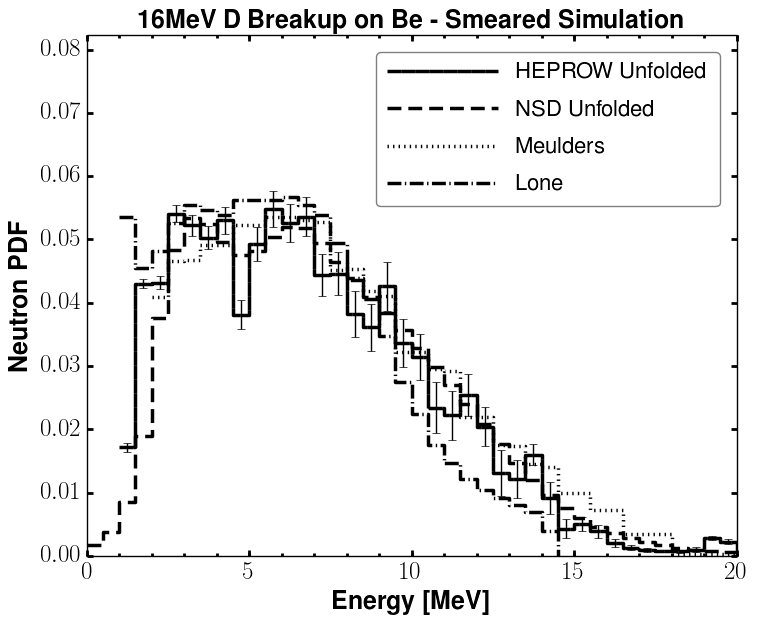 16MeV D Breakup on Be - Smeared Simulation
HEPROW Unfolded
NSD Unfolded
Meulders
Lone
Neutron PDF
0.08
0.07
0.06
0.05
0.04
0.03
0.02
0.01
0.00
0 5 10 15 20
Energy [MeV]